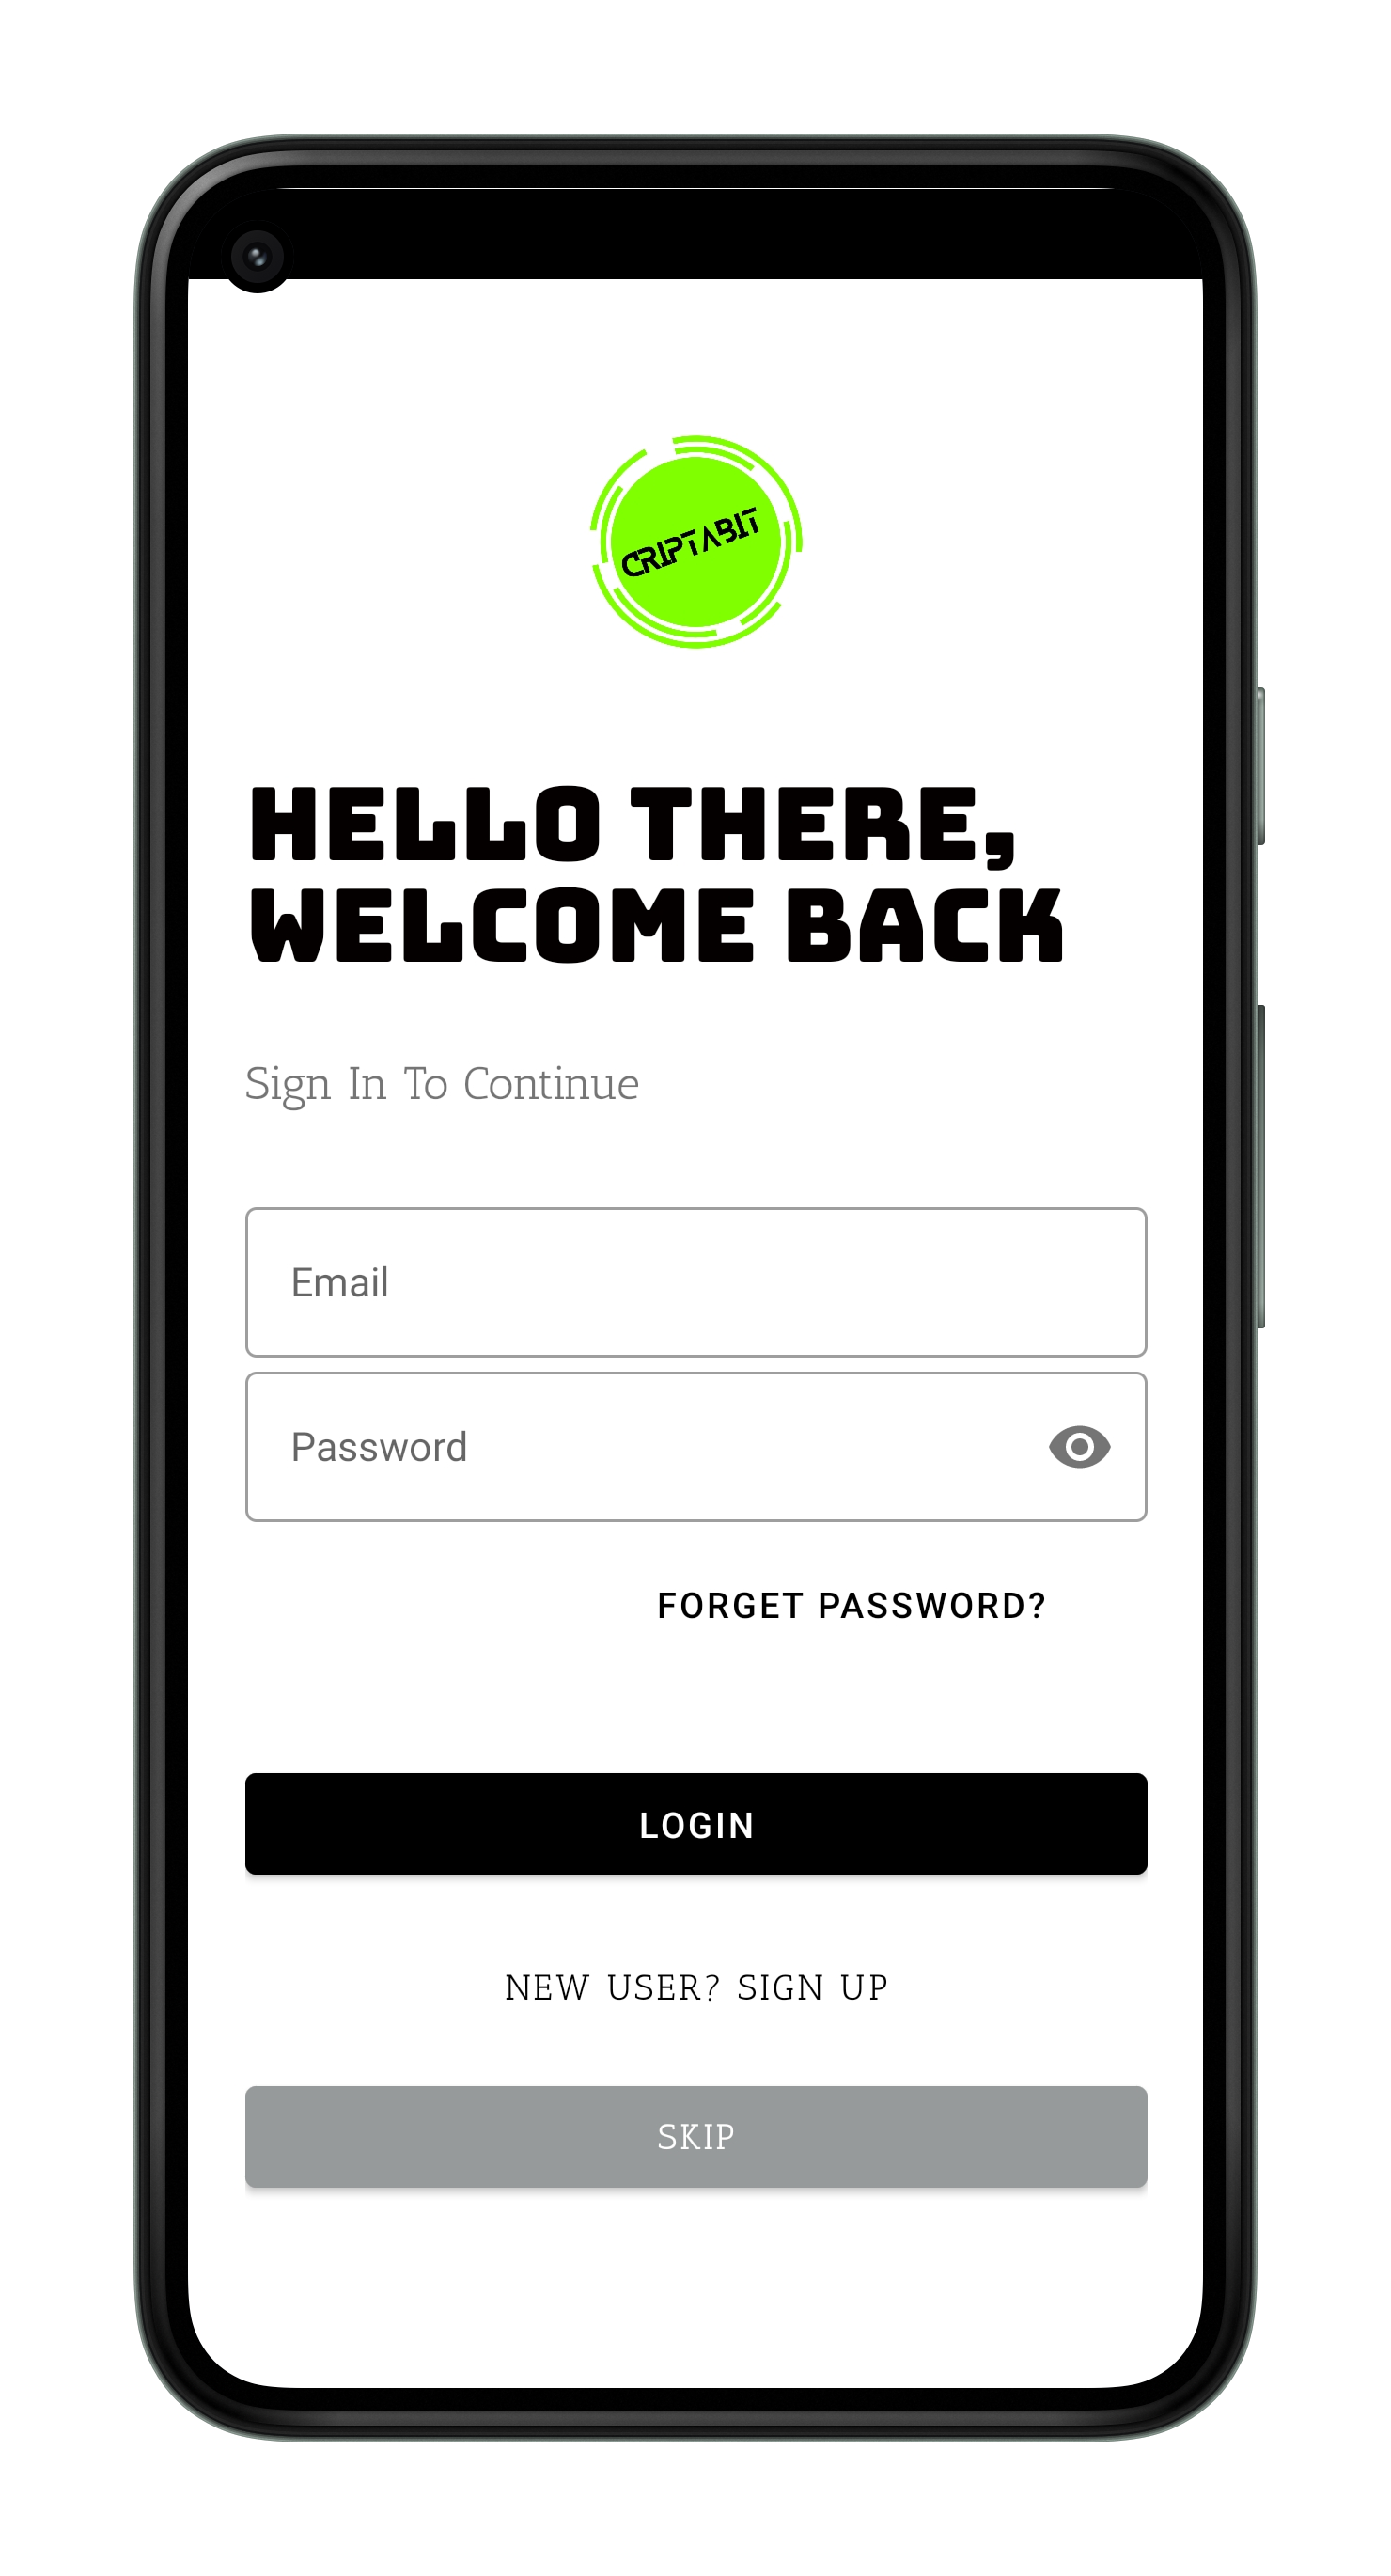 CRIPTABIT
HELLO THERE,
WELCOME BACK
Sign In To Continue
Email
Password
FORGET PASSWORD?
LOGIN
NEW USER? SIGN UP
SKIP